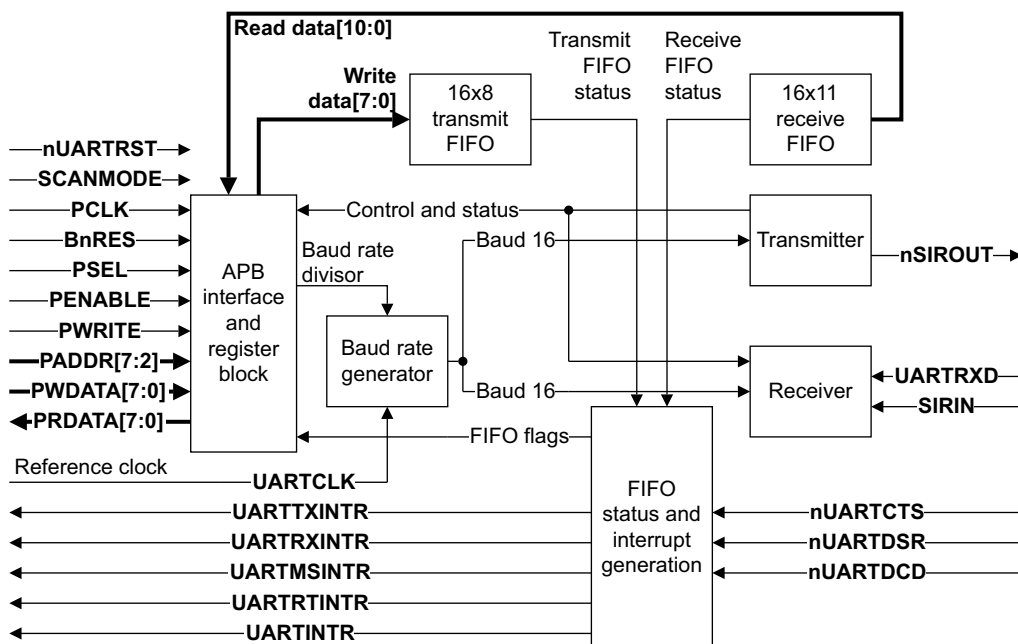 Read data[10:0]
Transmit
FIFO
status
Receive
FIFO
status
Write
data[7:0]
16x8
transmit
FIFO
16x11
receive
FIFO
nUARTRST
SCANMODE
PCLK
BnRES
PSEL
PENABLE
PWRITE
PADDR[7:2]
PWDATA[7:0]
PRDATA[7:0]
APB
interface
and
register
block
Control and status
Baud rate
divisor
Baud 16
Transmitter
nSIROUT
Baud rate
generator
Baud 16
Receiver
UARTRXD
SIRIN
FIFO flags
Reference clock
UARTCLK
UARTTXINTR
UARTRXINTR
UARTMSINTR
UARTRTINTR
UARTINTR
FIFO
status and
interrupt
generation
nUARTCTS
nUARTDSR
nUARTDCD